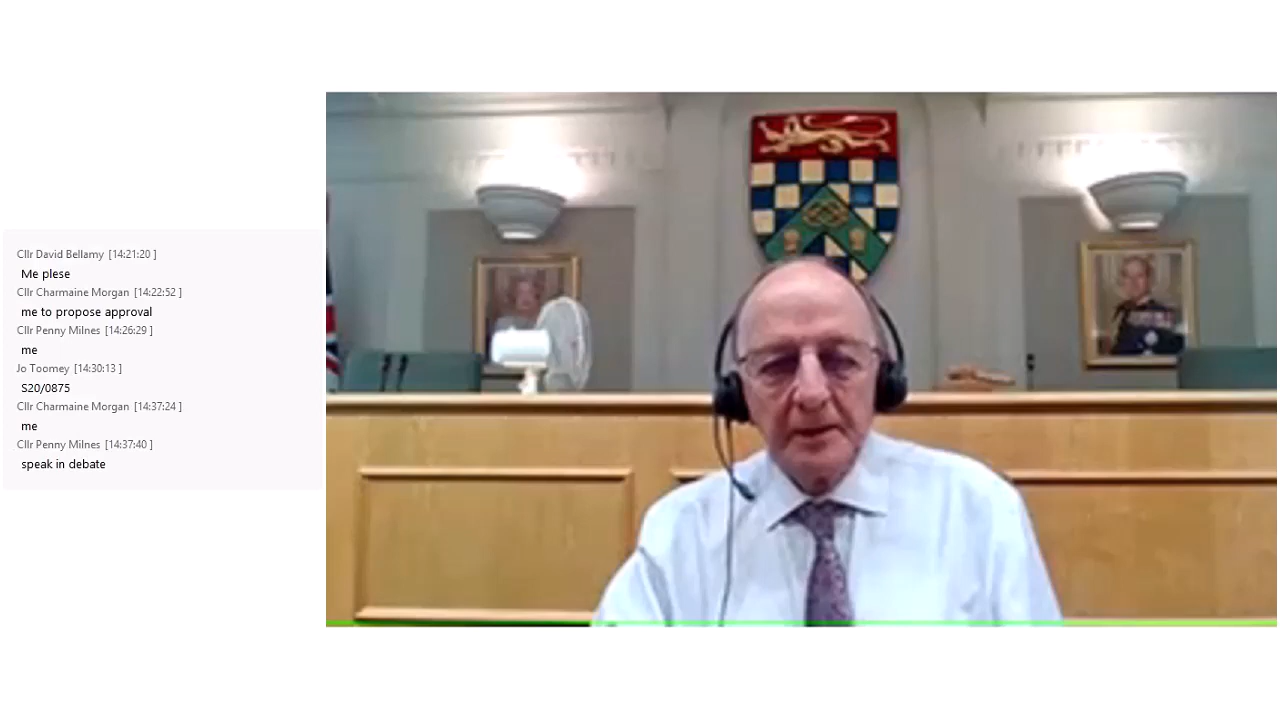 Cllr David Bellamy [14:21:20 ]
Me plese
Cllr Charmaine Morgan [14:22:52 ]
me to propose approval
Cllr Penny Milnes [14:26:29 ]
me
Jo Toomey [14:30:13 ]
S20/0875
Cllr Charmaine Morgan [14:37:24 ]
me
Cllr Penny Milnes [14:37:40 ]
speak in debate